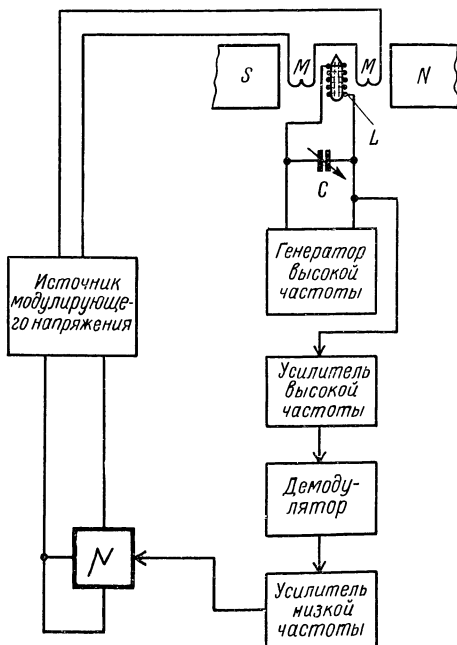 S
M
M
N
L
C
Генератор
высокой
частоты
Источник
модулирующе-
го напряжения
Усилитель
высокой
частоты
Демоду-
лятор
Усилитель
низкой
частоты